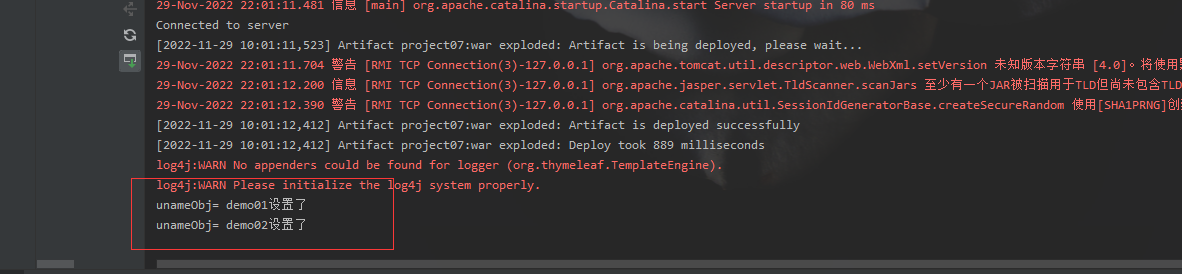 29-Nov-2022 22:01:11.481 信息 [main] org.apache.catalina.startup.Catalina.start Server startup in 80 ms
Connected to server
[2022-11-29 10:01:11,523] Artifact project07:war exploded: Artifact is being deployed, please wait...
29-Nov-2022 22:01:11.704 警告 [RMI TCP Connection(3)-127.0.0.1] org.apache.tomcat.util.descriptor.web.WebXml.setVersion 未知版本字符串 [4.0]。将使用
29-Nov-2022 22:01:12.200 信息 [RMI TCP Connection(3)-127.0.0.1] org.apache.jasper.servlet.TldScanner.scanJars 至少有一个JAR被扫描用于TLD但尚未包含TLD
29-Nov-2022 22:01:12.390 警告 [RMI TCP Connection(3)-127.0.0.1] org.apache.catalina.util.SessionIdGeneratorBase.createSecureRandom 使用[SHA1PRNG]创
[2022-11-29 10:01:12,412] Artifact project07:war exploded: Artifact is deployed successfully
[2022-11-29 10:01:12,412] Artifact project07:war exploded: Deploy took 889 milliseconds
log4j:WARN No appenders could be found for logger (org.thymeleaf.TemplateEngine).
log4j:WARN Please initialize the log4j system properly.
unameObj= demo01设置了
unameObj= demo02设置了